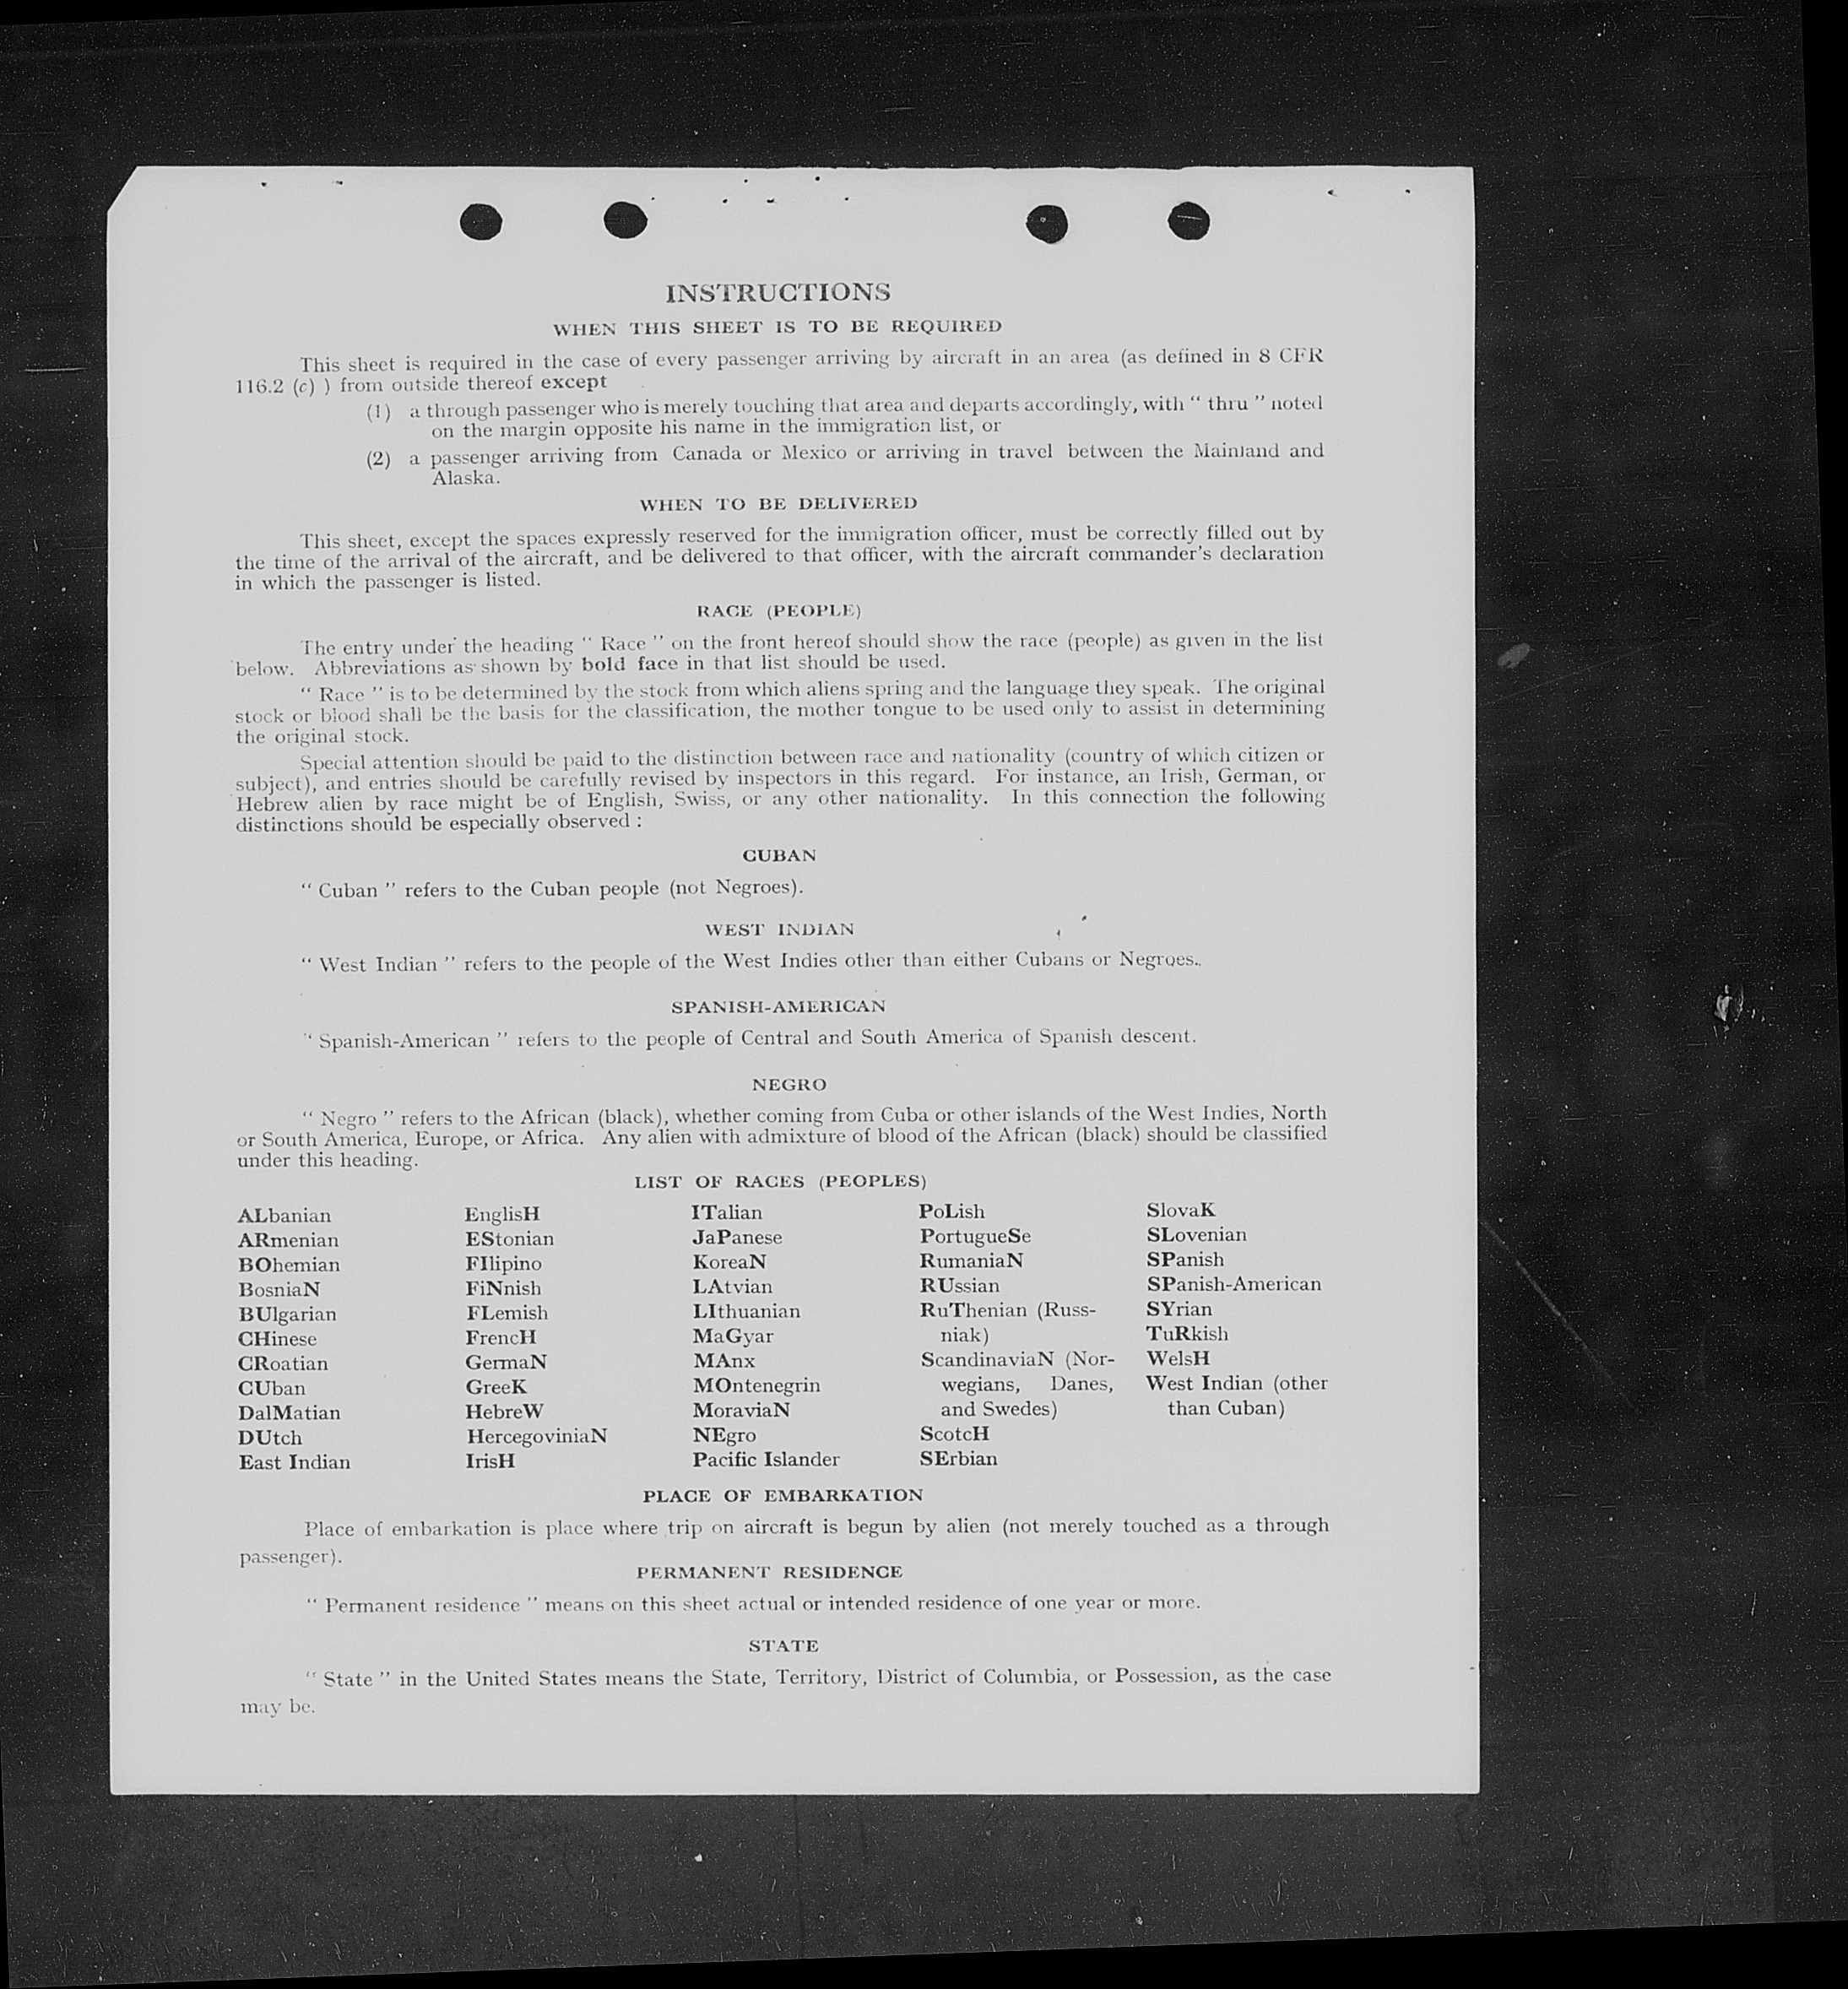 INSTRUCTIONS
WHEN THIS SHEET IS TO BE REQUIRED
This sheet is required in the case of every passenger arriving by aircraft in an area (as defined in 8 CFR
116.2 (c) ) from outside thereof except
(1) a through passenger who is merely touching that area and departs accordingly, with “ thru ” noted
on the margin opposite his name in the immigration list, or
(2) a passenger arriving from Canada or Mexico or arriving in travel between the Mainland and
Alaska.
WHEN TO BE DELIVERED
This sheet, except the spaces expressly reserved for the immigration officer, must be correctly filled out by
the time of the arrival of the aircraft, and be delivered to that officer, with the aircraft commander's declaration
in which the passenger is listed.
RACE (PEOPLE)
The entry under the heading “ Race ” on the front hereof should show the race (people) as given in the list
below. Abbreviations as shown by bold face in that list should be used.
“ Race ” is to be determined by the stock from which aliens spring and the language they speak. The original
stock or blood shall be the basis for the classification, the mother tongue to be used only to assist in determining
the original stock.
Special attention should be paid to the distinction between race and nationality (country of which citizen or
subject), and entries should be carefully revised by inspectors in this regard. For instance, an Irish, German, or
Hebrew alien by race might be of English, Swiss, or any other nationality. In this connection the following
distinctions should be especially observed :
CUBAN
“ Cuban ” refers to the Cuban people (not Negroes).
WEST INDIAN
“ West Indian ” refers to the people of the West Indies other than either Cubans or Negroes.
SPANISH-AMERICAN
“ Spanish-American ” refers to the people of Central and South America of Spanish descent.
NEGRO
“ Negro ” refers to the African (black), whether coming from Cuba or other islands of the West Indies, North
or South America, Europe, or Africa. Any alien with admixture of blood of the African (black) should be classified
under this heading.
LIST OF RACES (PEOPLES)
ALbanian
ARmenian
BOhemian
BosniaN
BUlgarian
CHinese
CRoatian
CUban
DalMatian
DUtch
East Indian
EnglisH
EStonian
FIlipino
FiNnish
FLemish
FrencH
GermaN
GreeK
HebreW
HercegoviniaN
IrisH
ITalian
JaPanese
KoreaN
LAtvian
LIthuanian
MaGyar
MAnx
MOntenegrin
MoraviaN
NEgro
Pacific Islander
PoLish
PortugueSe
RumaniaN
RUssian
RuThenian (Russ-
niak)
ScandinaviaN (Nor-
wegians, Danes,
and Swedes)
ScotcH
SErbian
SlovaK
SLovenian
SPanish
SPanish-American
SYrian
TuRkish
WelsH
West Indian (other
than Cuban)
PLACE OF EMBARKATION
Place of embarkation is place where trip on aircraft is begun by alien (not merely touched as a through
passenger).
PERMANENT RESIDENCE
“ Permanent residence ” means on this sheet actual or intended residence of one year or more.
STATE
“ State ” in the United States means the State, Territory, District of Columbia, or Possession, as the case
may be.